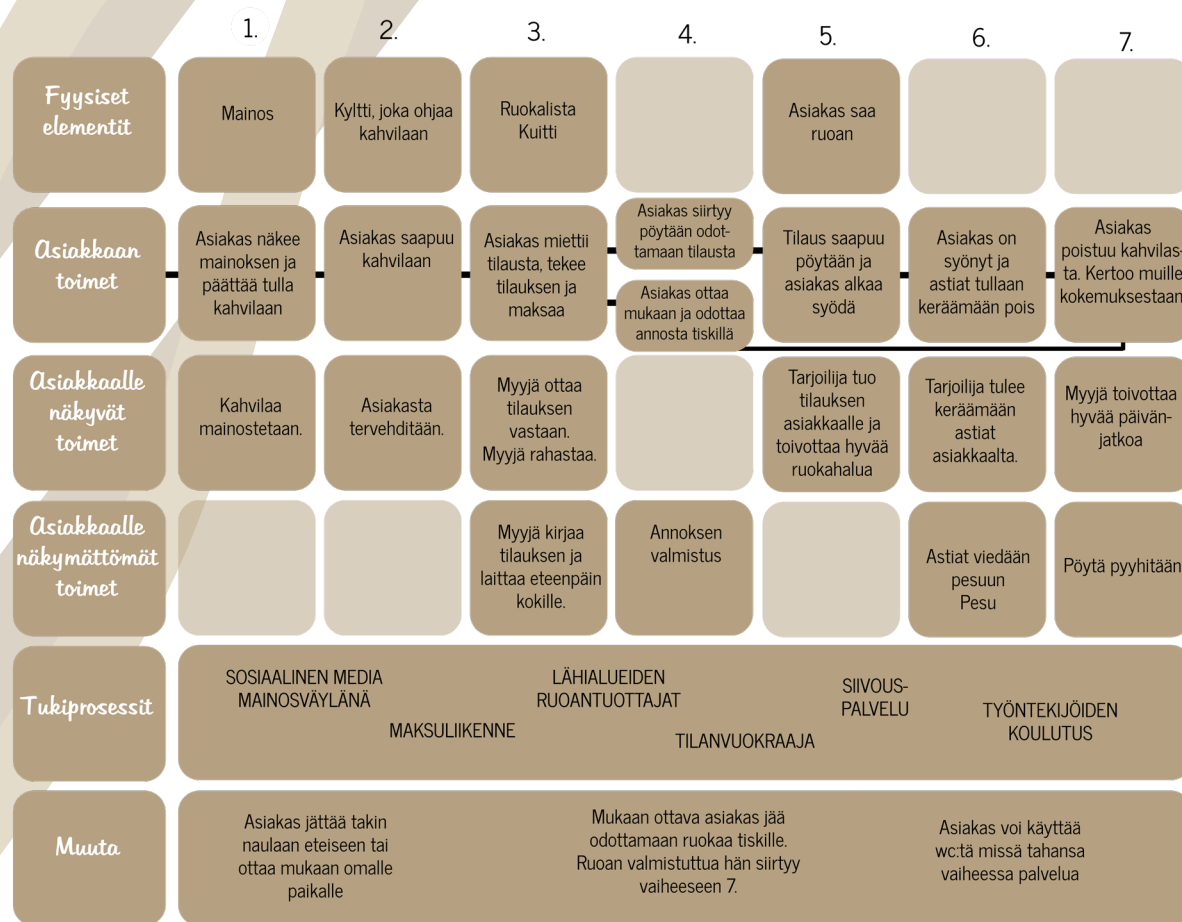 1.
2.
3.
4.
5.
6.
7.
Fyysiset
elementit
Mainos
Kyltti, joka ohjaa
kahvilaan
Ruokalista
Kuitti
Asiakas saa
ruoan
Asiakkaan
toimet
Asiakas näkee
mainoksen ja
päättää tulla
kahvilaan
Asiakas saapuu
kahvilaan
Asiakas miettii
tilausta, tekee
tilauksen ja
maksaa
Asiakas siirtyy
pöytään odot-
tamaan tilausta
Asiakas ottaa
mukaan ja odottaa
annosta tiskillä
Tilaus saapuu
pöytään ja
asiakas alkaa
syödä
Asiakas on
syönyt ja
astiat tullaan
keräämään pois
Asiakas
poistuu kahvilas-
ta. Kertoo muille
kokemuksestaan
Asiakkaalle
näkyvät
toimet
Kahvilaa
mainostetaan.
Asiakasta
tervehditään.
Myyjä ottaa
tilauksen
vastaan.
Myyjä rahastaa.
Tarjoilija tuo
tilauksen
asiakkaalle ja
toivottaa hyvää
ruokahalua
Tarjoilija tulee
keräämään
astiat
asiakkaalta.
Myyjä toivottaa
hyvää päivän-
jatkoa
Asiakkaalle
näkymättömät
toimet
Myyjä kirjaa
tilauksen ja
laittaa eteenpäin
kokille.
Annoksen
valmistus
Astiat viedään
pesuun
Pesu
Pöytä pyyhitään
Tukiprosessit
SOSIAALINEN MEDIA
MAINOSVÄYLÄNÄ
MAKSULIIKENNE
LÄHIALUEIDEN
RUOANTUOTTAJAT
TILANVUOKRAAJA
SIIVOUS-
PALVELU
TYÖNTEKIJÖIDEN
KOULUTUS
Muuta
Asiakas jättää takin
naulaan eteiseen tai
ottaa mukaan omalle
paikalle
Mukaan ottava asiakas jää
odottamaan ruokaa tiskille.
Ruoan valmistuttua hän siirtyy
vaiheeseen 7.
Asiakas voi käyttää
wc:tä missä tahansa
vaiheessa palvelua